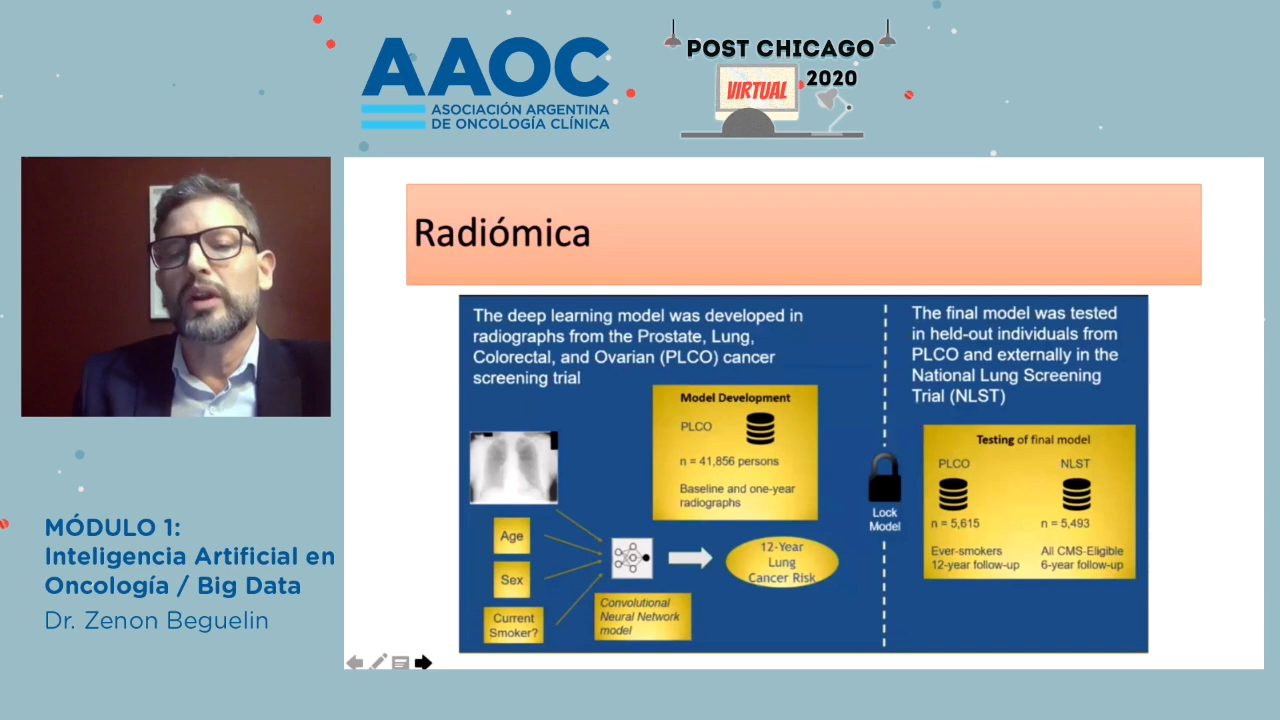 AAOC
ASOCIACIÓN ARGENTINA
DE ONCOLOGÍA CLÍNICA
POST CHICAGO
2020
VIRTUAL
Radiómica
The deep learning model was developed in
radiographs from the Prostate, Lung,
Colorectal, and Ovarian (PLCO) cancer
screening trial
Model Development
PLCO
n = 41,856 persons
Baseline and one-year
radiographs
Age
Sex
Current
Smoker?
Convolutional
Neural Network
model
12-Year
Lung
Cancer Risk
Lock
Model
The final model was tested
in held-out individuals from
PLCO and externally in the
National Lung Screening
Trial (NLST)
Testing of final model
PLCO
NLST
n = 5,615
n = 5,493
Ever-smokers
12-year follow-up
All CMS-Eligible
6-year follow-up
MÓDULO 1:
Inteligencia Artificial en
Oncología / Big Data
Dr. Zenon Beguelin